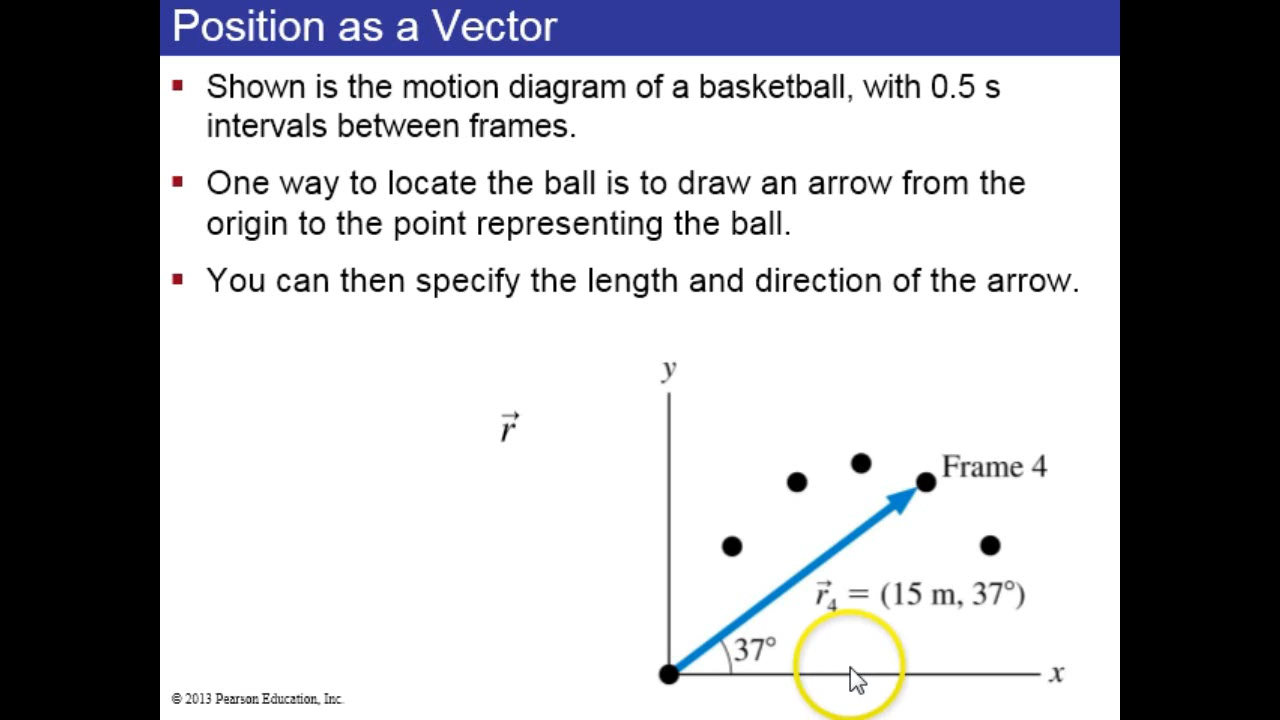 Position as a Vector
▪ Shown is the motion diagram of a basketball, with 0.5 s
intervals between frames.
▪ One way to locate the ball is to draw an arrow from the
origin to the point representing the ball.
▪ You can then specify the length and direction of the arrow.
y
r⃗
Frame 4
r⃗₄ = (15 m, 37°)
37°
x
© 2013 Pearson Education, Inc.